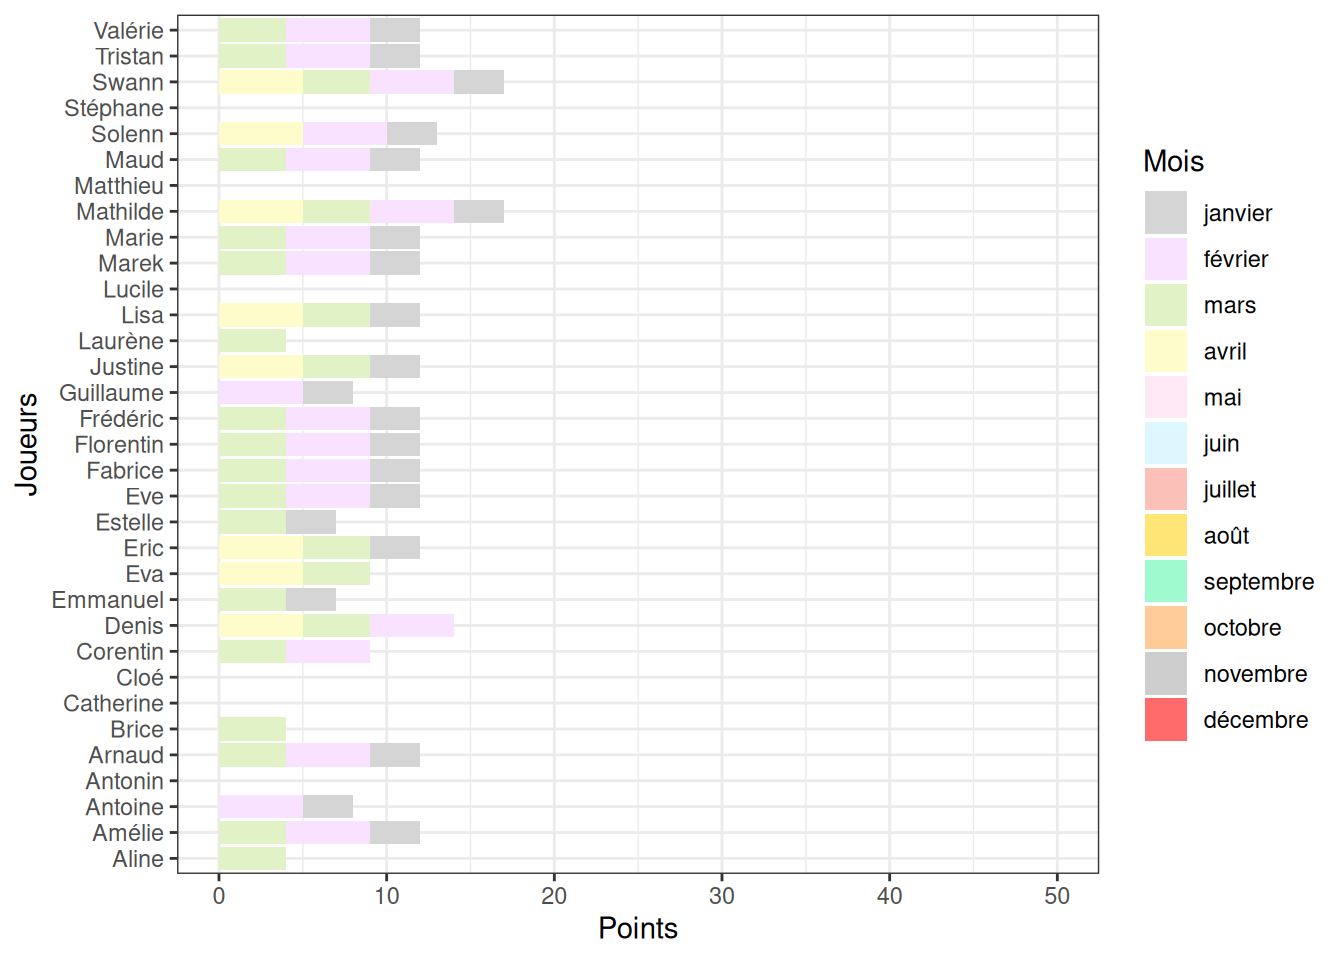 Valérie
Tristan
Swann
Stéphane
Solenn
Maud
Matthieu
Mathilde
Marie
Marek
Lucile
Lisa
Laurène
Justine
Guillaume
Frédéric
Florentin
Fabrice
Eve
Estelle
Eric
Eva
Emmanuel
Denis
Corentin
Cloé
Catherine
Brice
Arnaud
Antonin
Antoine
Amélie
Aline
Joueurs
0 10 20 30 40 50
Points
Mois
janvier
février
mars
avril
mai
juin
juillet
août
septembre
octobre
novembre
décembre